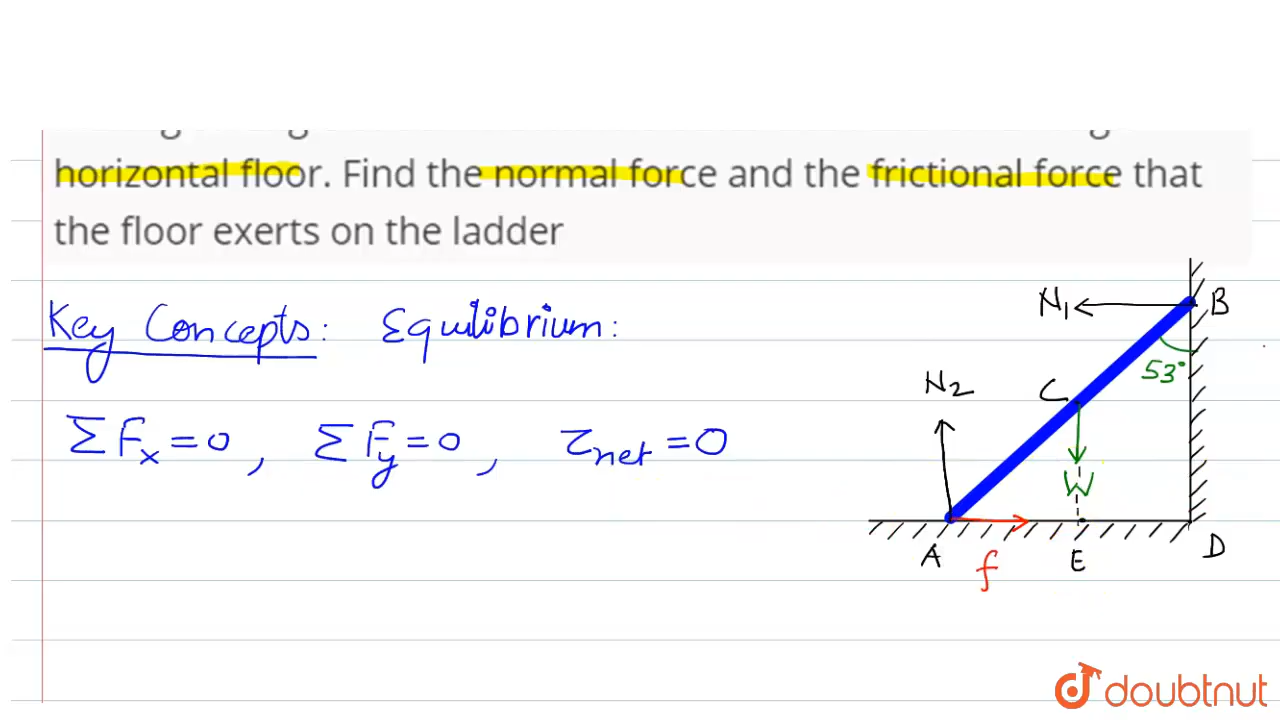 horizontal floor. Find the normal force and the frictional force that
the floor exerts on the ladder
Key Concepts: Equilibrium:
ΣFx = 0, ΣFy = 0, τnet = 0
N1
B
53°
N2
C
W
A
f
E
D
doubtnut